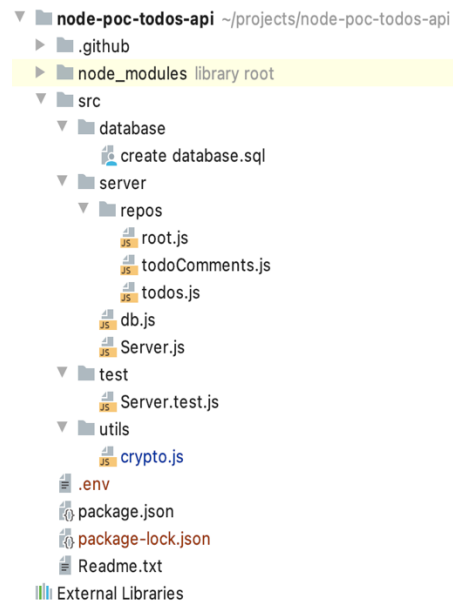 node-poc-todos-api ~/projects/node-poc-todos-api
.github
node_modules library root
src
database
create database.sql
server
repos
root.js
todoComments.js
todos.js
db.js
Server.js
test
Server.test.js
utils
crypto.js
.env
package.json
package-lock.json
Readme.txt
External Libraries